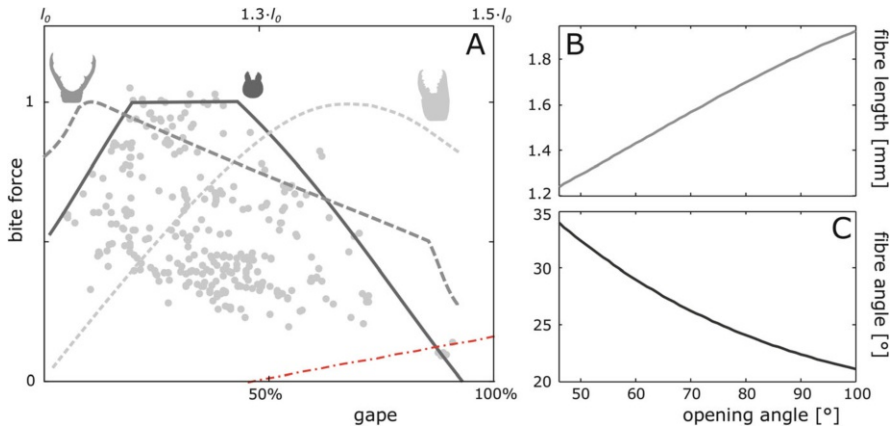 l₀
1.3·l₀
1.5·l₀
A
1
bite force
0
50%
100%
gape
B
1.8
1.6
1.4
1.2
fibre length [mm]
C
35
30
25
20
fibre angle [°]
50
60
70
80
90
100
opening angle [°]